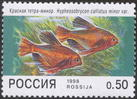 Красная тетра-минор. Hyphessobrycon callistus minor var.
РОССИЯ
1998
ROSSIJA
0.50